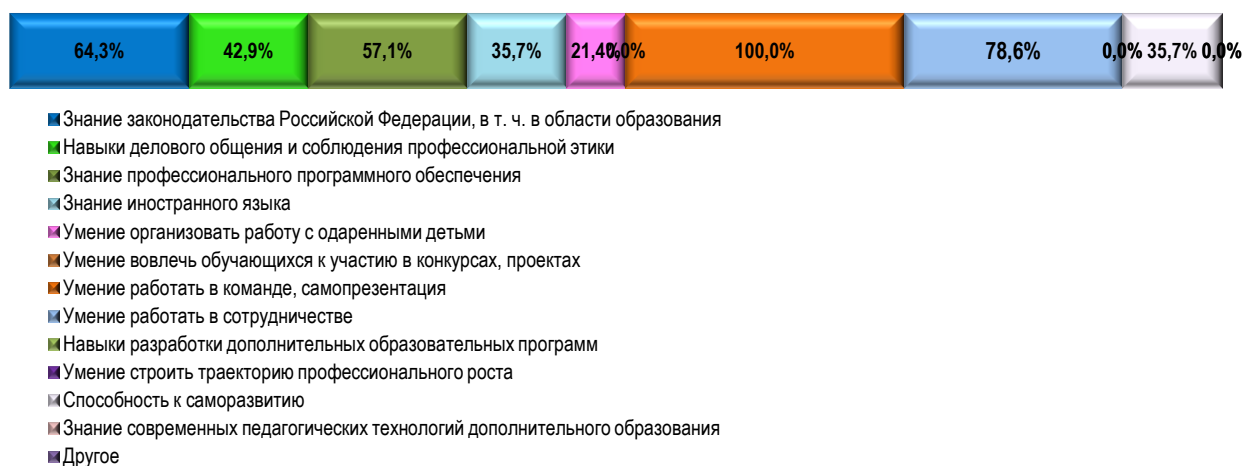 64,3% 42,9% 57,1% 35,7% 21,4% 0,0% 100,0% 78,6% 0,0% 35,7% 0,0%
Знание законодательства Российской Федерации, в т. ч. в области образования
Навыки делового общения и соблюдения профессиональной этики
Знание профессионального программного обеспечения
Знание иностранного языка
Умение организовать работу с одаренными детьми
Умение вовлечь обучающихся к участию в конкурсах, проектах
Умение работать в команде, самопрезентация
Умение работать в сотрудничестве
Навыки разработки дополнительных образовательных программ
Умение строить траекторию профессионального роста
Способность к саморазвитию
Знание современных педагогических технологий дополнительного образования
Другое